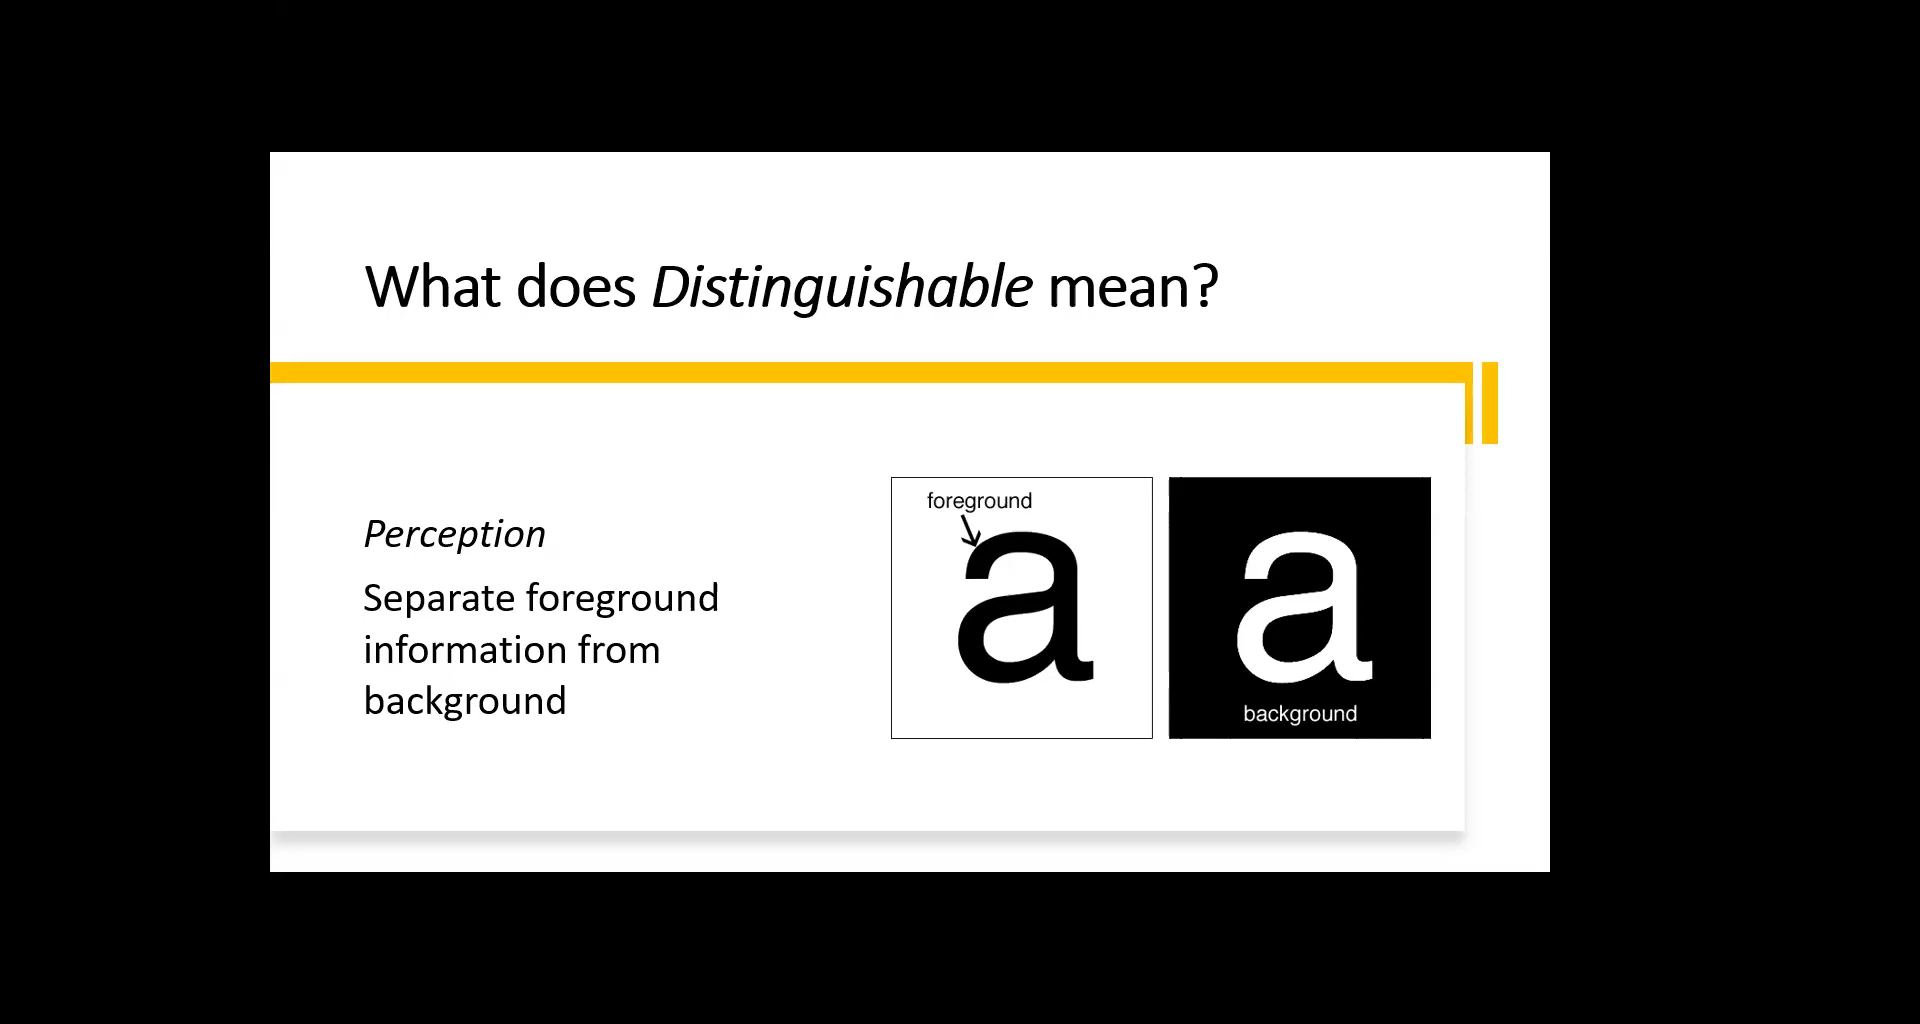 What does Distinguishable mean?
Perception
Separate foreground
information from
background
foreground
a
a
background